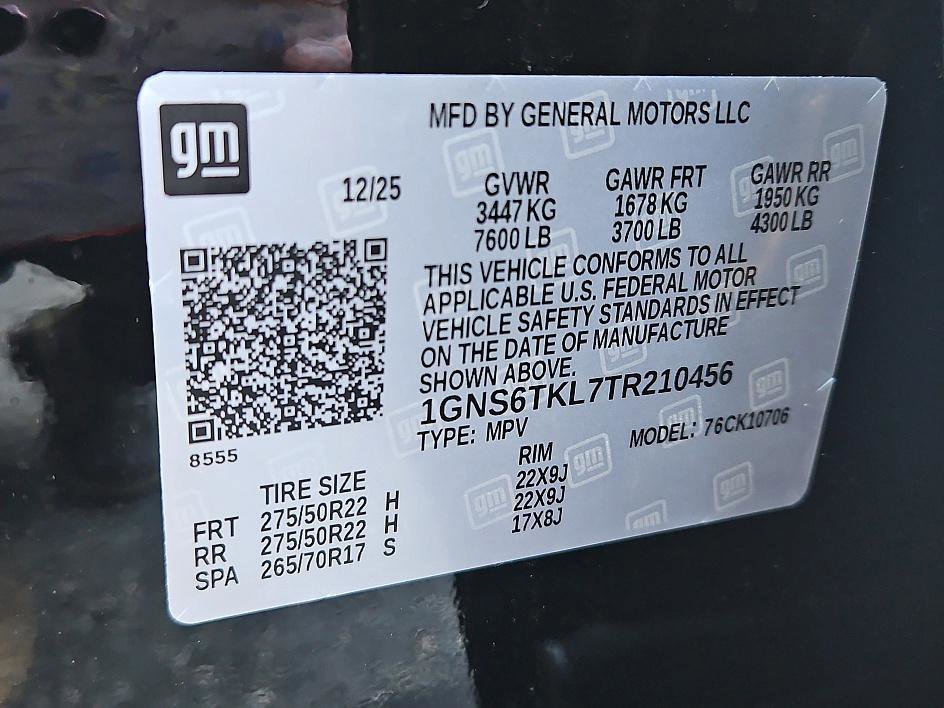 gm
MFD BY GENERAL MOTORS LLC
12/25
GVWR GAWR FRT GAWR RR
3447 KG 1678 KG 1950 KG
7600 LB 3700 LB 4300 LB
THIS VEHICLE CONFORMS TO ALL
APPLICABLE U.S. FEDERAL MOTOR
VEHICLE SAFETY STANDARDS IN EFFECT
ON THE DATE OF MANUFACTURE
SHOWN ABOVE.
1GNS6TKL7TR210456
TYPE: MPV MODEL: 76CK10706
8555
TIRE SIZE RIM
FRT 275/50R22 H 22X9J
RR 275/50R22 H 22X9J
SPA 265/70R17 S 17X8J